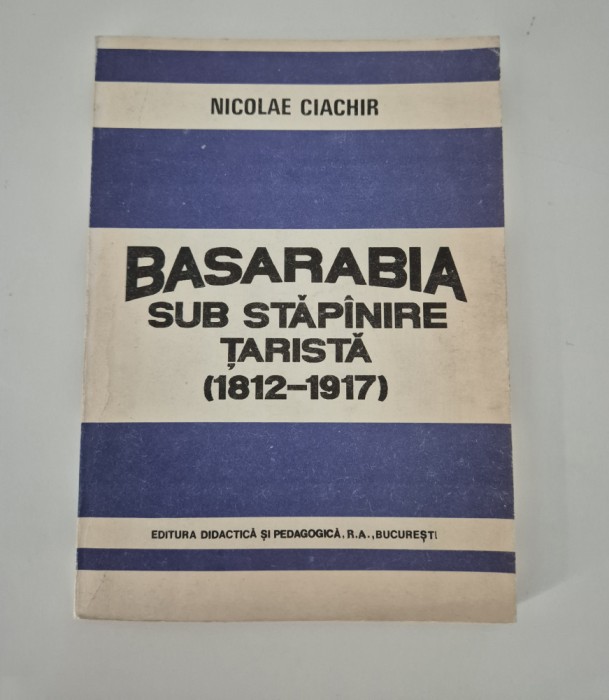 NICOLAE CIACHIR
BASARABIA
SUB STĂPÎNIRE
ȚARISTĂ
(1812–1917)
EDITURA DIDACTICĂ ȘI PEDAGOGICĂ, R.A., BUCUREȘTI